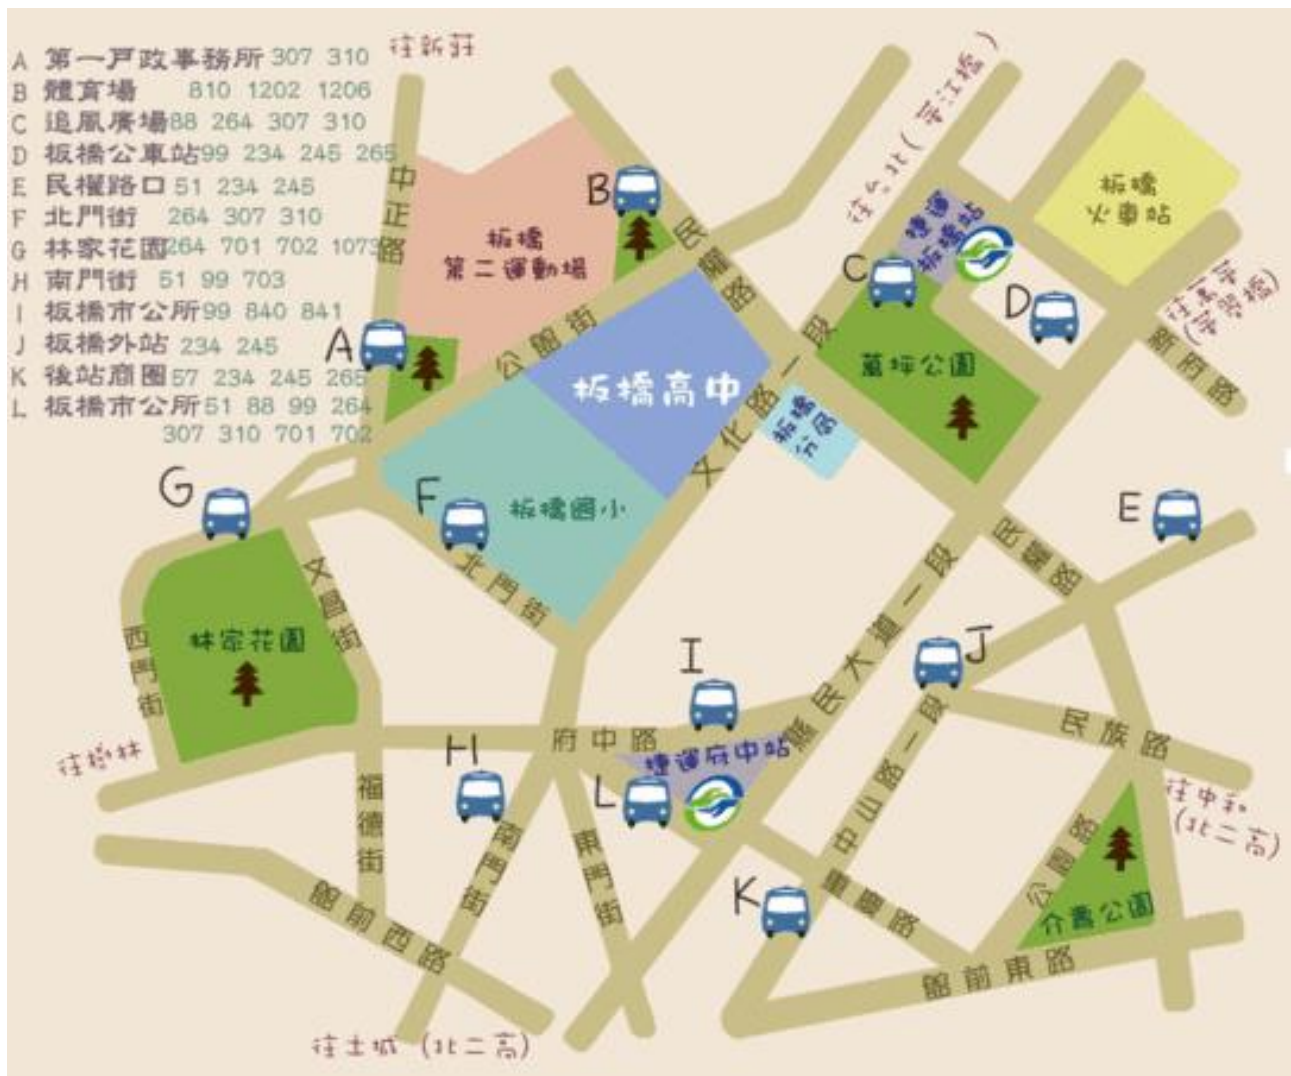 A 第一戶政事務所 307 310
B 體育場 810 1202 1206
C 追風廣場 88 264 307 310
D 板橋公車站 99 234 245 265
E 民權路口 51 234 245
F 北門街 264 307 310
G 林家花園 264 701 702 1073
H 南門街 51 99 703
I 板橋市公所 99 840 841
J 板橋外站 234 245
K 後站商圈 57 234 245 265
L 板橋市公所 51 88 99 264
307 310 701 702
往新莊
往台北(華江橋)
中正路
B
民權路
板橋
第二運動場
捷運
板橋站
板橋
火車站
C
D
往萬華
(華翠橋)
新府路
A
公館街
板橋高中
文化路一段
萬坪公園
板橋
分局
G
F
板橋國小
北門街
E
民權路
文昌街
林家花園
西門街
I
縣民大道一段
J
民族路
往樹林
H
府中路
捷運府中站
L
中山路一段
往中和
(北二高)
福德街
南門街
東門街
K
重慶路
公園路
介壽公園
館前西路
館前東路
往土城 (北二高)